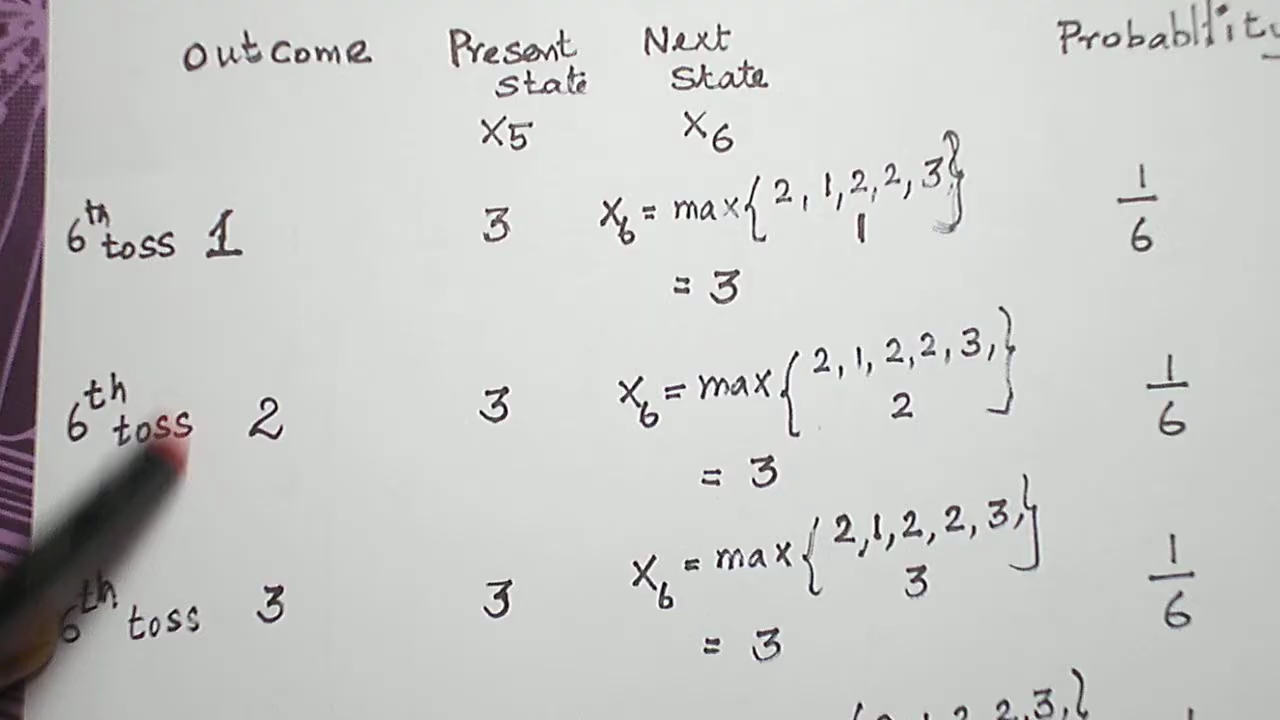 Outcome Present state Next State Probability
X5 X6
6th toss 1 3 X6 = max{2, 1, 2, 2, 3} 1/6
1
= 3
6th toss 2 3 X6 = max{2, 1, 2, 2, 3,} 1/6
2
= 3
6th toss 3 3 X6 = max{2, 1, 2, 2, 3,} 1/6
3
= 3
2, 3,}